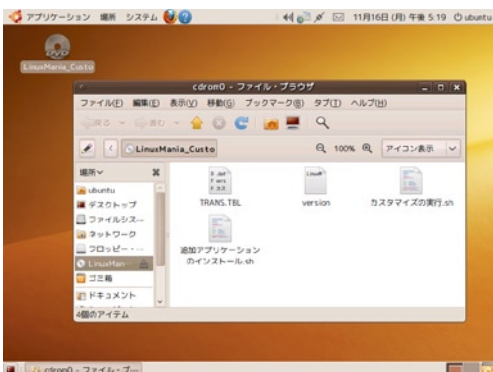 アプリケーション 場所 システム
11月16日 (月) 午後 5:19 ubuntu
LinuxMania_Custo
cdrom0 - ファイル・ブラウザ
ファイル(F) 編集(E) 表示(V) 移動(G) ブックマーク(B) タブ(T) ヘルプ(H)
戻る 進む
LinuxMania_Custo 100% アイコン表示
場所
ubuntu
デスクトップ
ファイルシス...
ネットワーク
フロッピー・...
LinuxMan...
ゴミ箱
ドキュメント
TRANS.TBL
version
カスタマイズの実行.sh
追加アプリケーション
のインストール.sh
4個のアイテム
cdrom0 - ファイル・ブ...